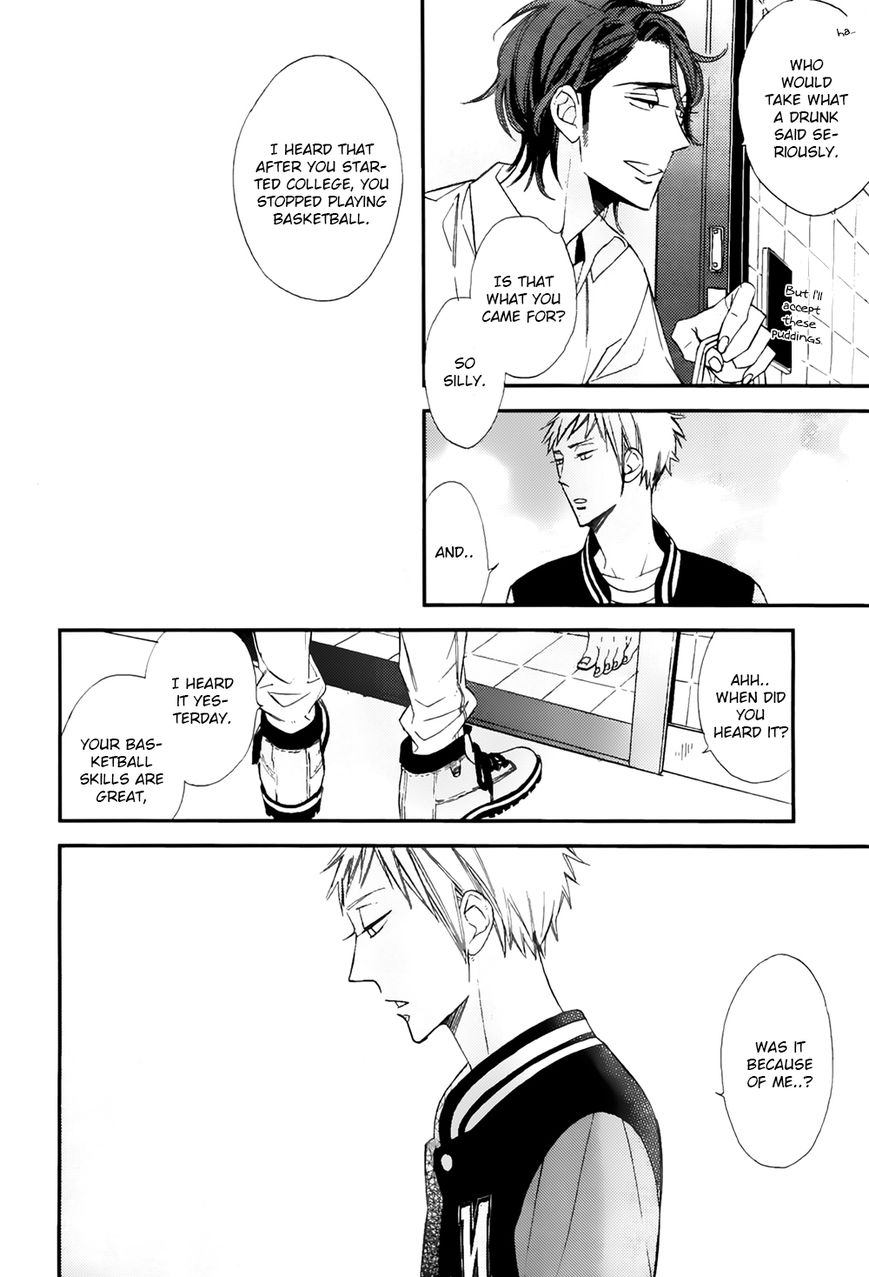 ha..
WHO
WOULD
TAKE WHAT
A DRUNK
SAID SE-
RIOUSLY.
But I'll
accept
these
puddings.
IS THAT
WHAT YOU
CAME FOR?
SO
SILLY.
AND..
I HEARD THAT
AFTER YOU STAR-
TED COLLEGE, YOU
STOPPED PLAYING
BASKETBALL.
AHH..
WHEN DID
YOU
HEARD IT?
I HEARD
IT YES-
TERDAY.
YOUR BAS-
KETBALL
SKILLS ARE
GREAT,
WAS IT
BECAUSE
OF ME..?
N